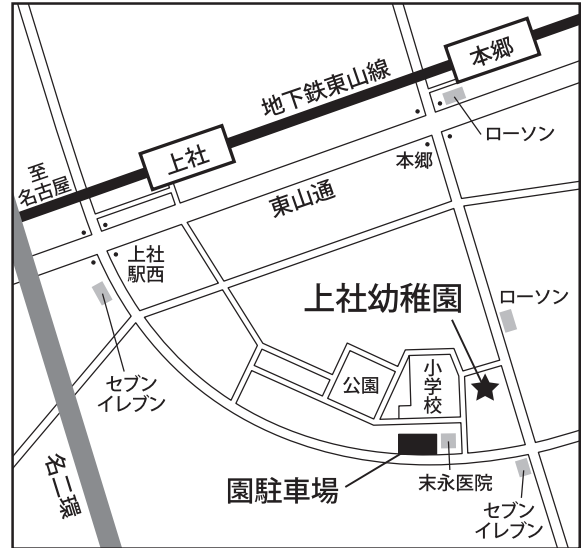 本郷
地下鉄東山線
ローソン
上社
至
名古屋
本郷
東山通
上社
駅西
上社幼稚園
ローソン
セブン
イレブン
公園
小学校
名二環
園駐車場
末永医院
セブン
イレブン